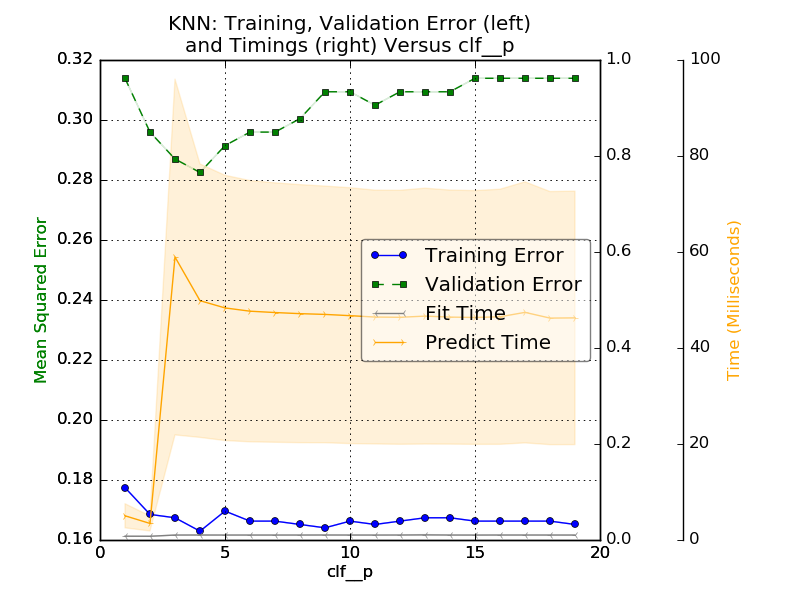 KNN: Training, Validation Error (left)
and Timings (right) Versus clf__p
0.32
0.30
0.28
0.26
0.24
0.22
0.20
0.18
0.16
Mean Squared Error
0
5
10
15
20
clf__p
1.0
0.8
0.6
0.4
0.2
0.0
100
80
60
40
20
0
Time (Milliseconds)
Training Error
Validation Error
Fit Time
Predict Time